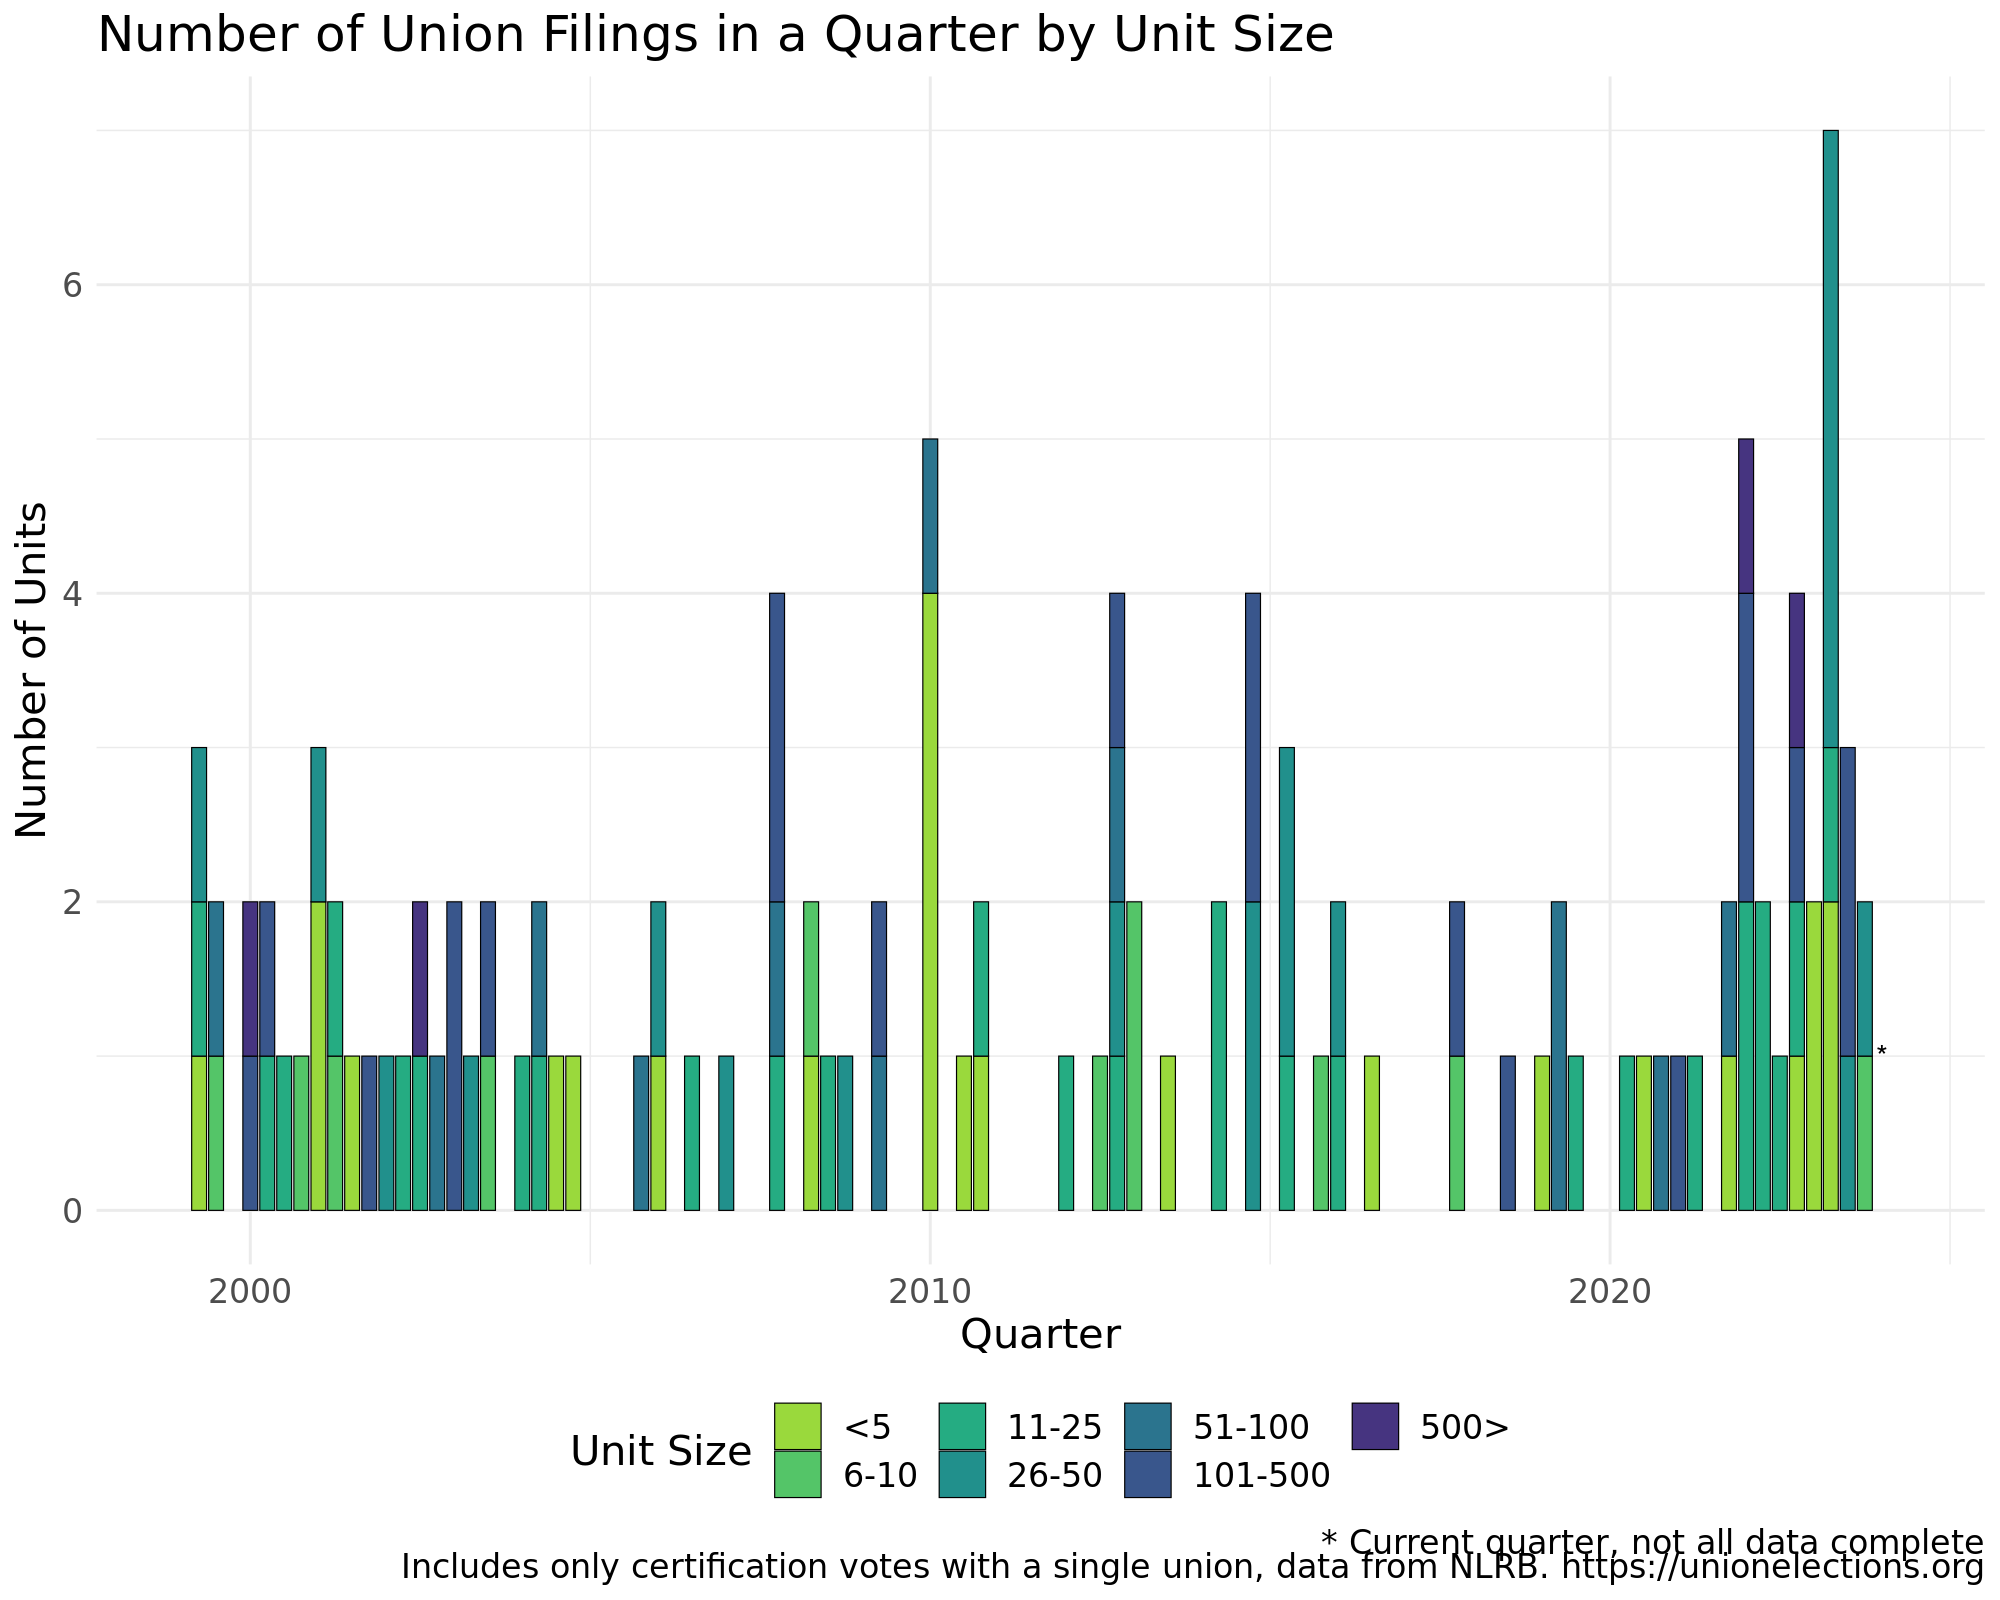 Number of Union Filings in a Quarter by Unit Size
Number of Units
6
4
2
0
*
2000 2010 2020
Quarter
Unit Size
<5 11-25 51-100 500>
6-10 26-50 101-500
* Current quarter, not all data complete
Includes only certification votes with a single union, data from NLRB. https://unionelections.org